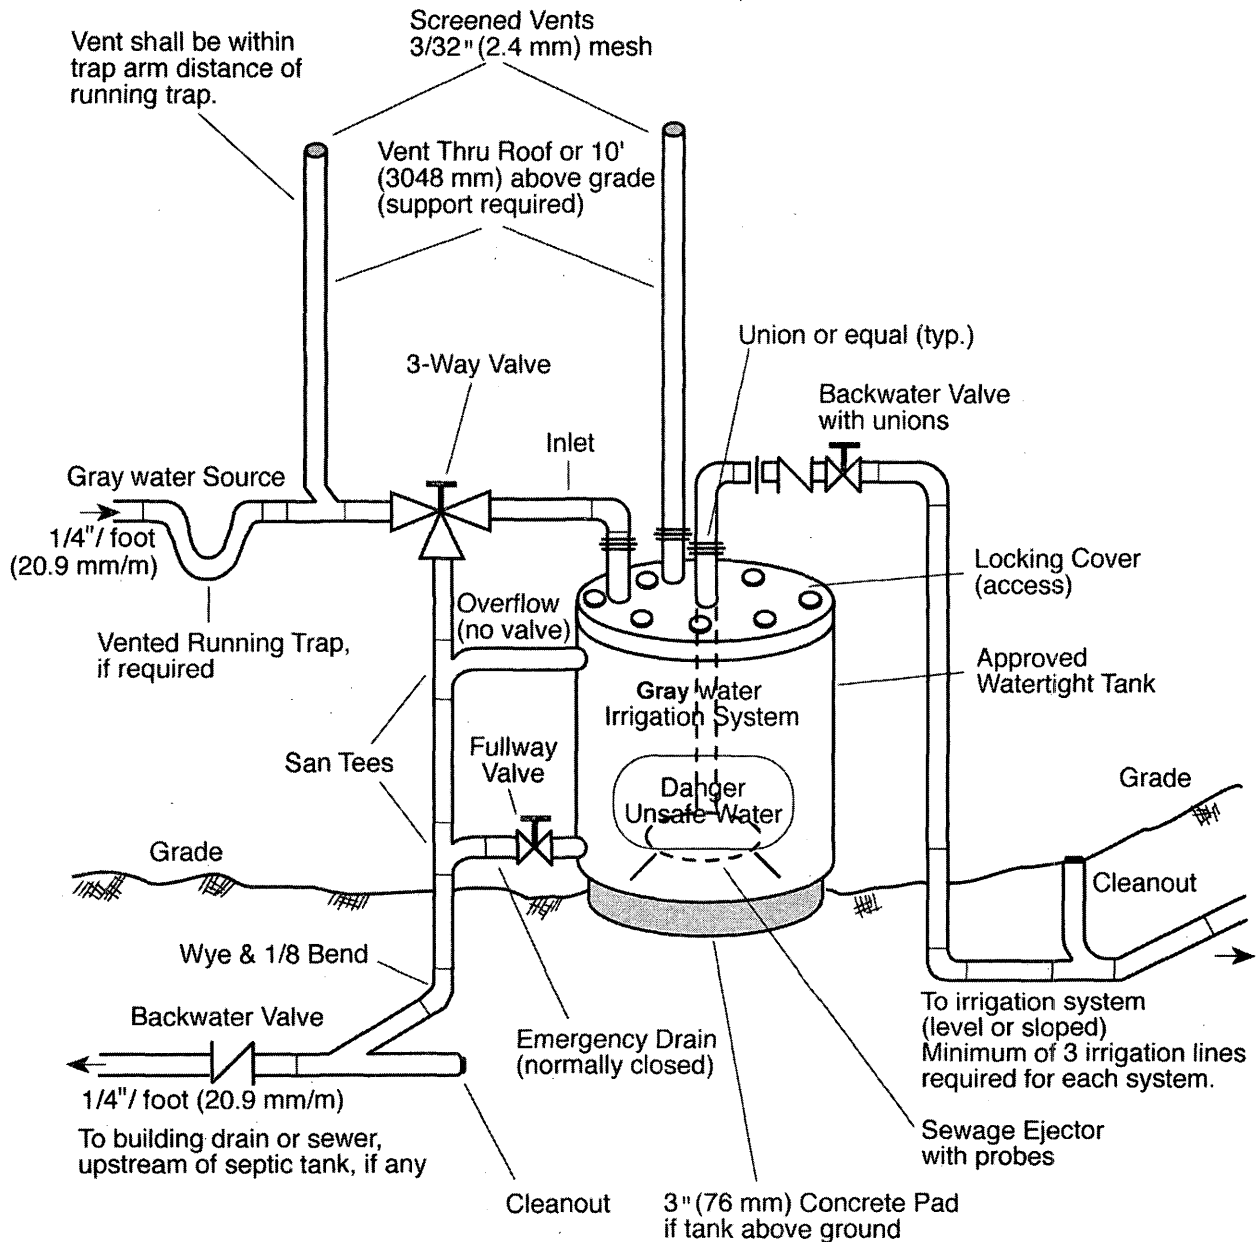 Screened Vents
3/32" (2.4 mm) mesh
Vent shall be within
trap arm distance of
running trap.
Vent Thru Roof or 10'
(3048 mm) above grade
(support required)
Union or equal (typ.)
3-Way Valve
Backwater Valve
with unions
Inlet
Gray water Source
1/4"/ foot
(20.9 mm/m)
Locking Cover
(access)
Overflow
(no valve)
Vented Running Trap,
if required
Approved
Watertight Tank
Gray water
Irrigation System
San Tees
Fullway
Valve
Danger
Unsafe Water
Grade
Grade
Cleanout
Wye & 1/8 Bend
Backwater Valve
Emergency Drain
(normally closed)
To irrigation system
(level or sloped)
Minimum of 3 irrigation lines
required for each system.
1/4"/ foot (20.9 mm/m)
To building drain or sewer,
upstream of septic tank, if any
Sewage Ejector
with probes
Cleanout
3" (76 mm) Concrete Pad
if tank above ground